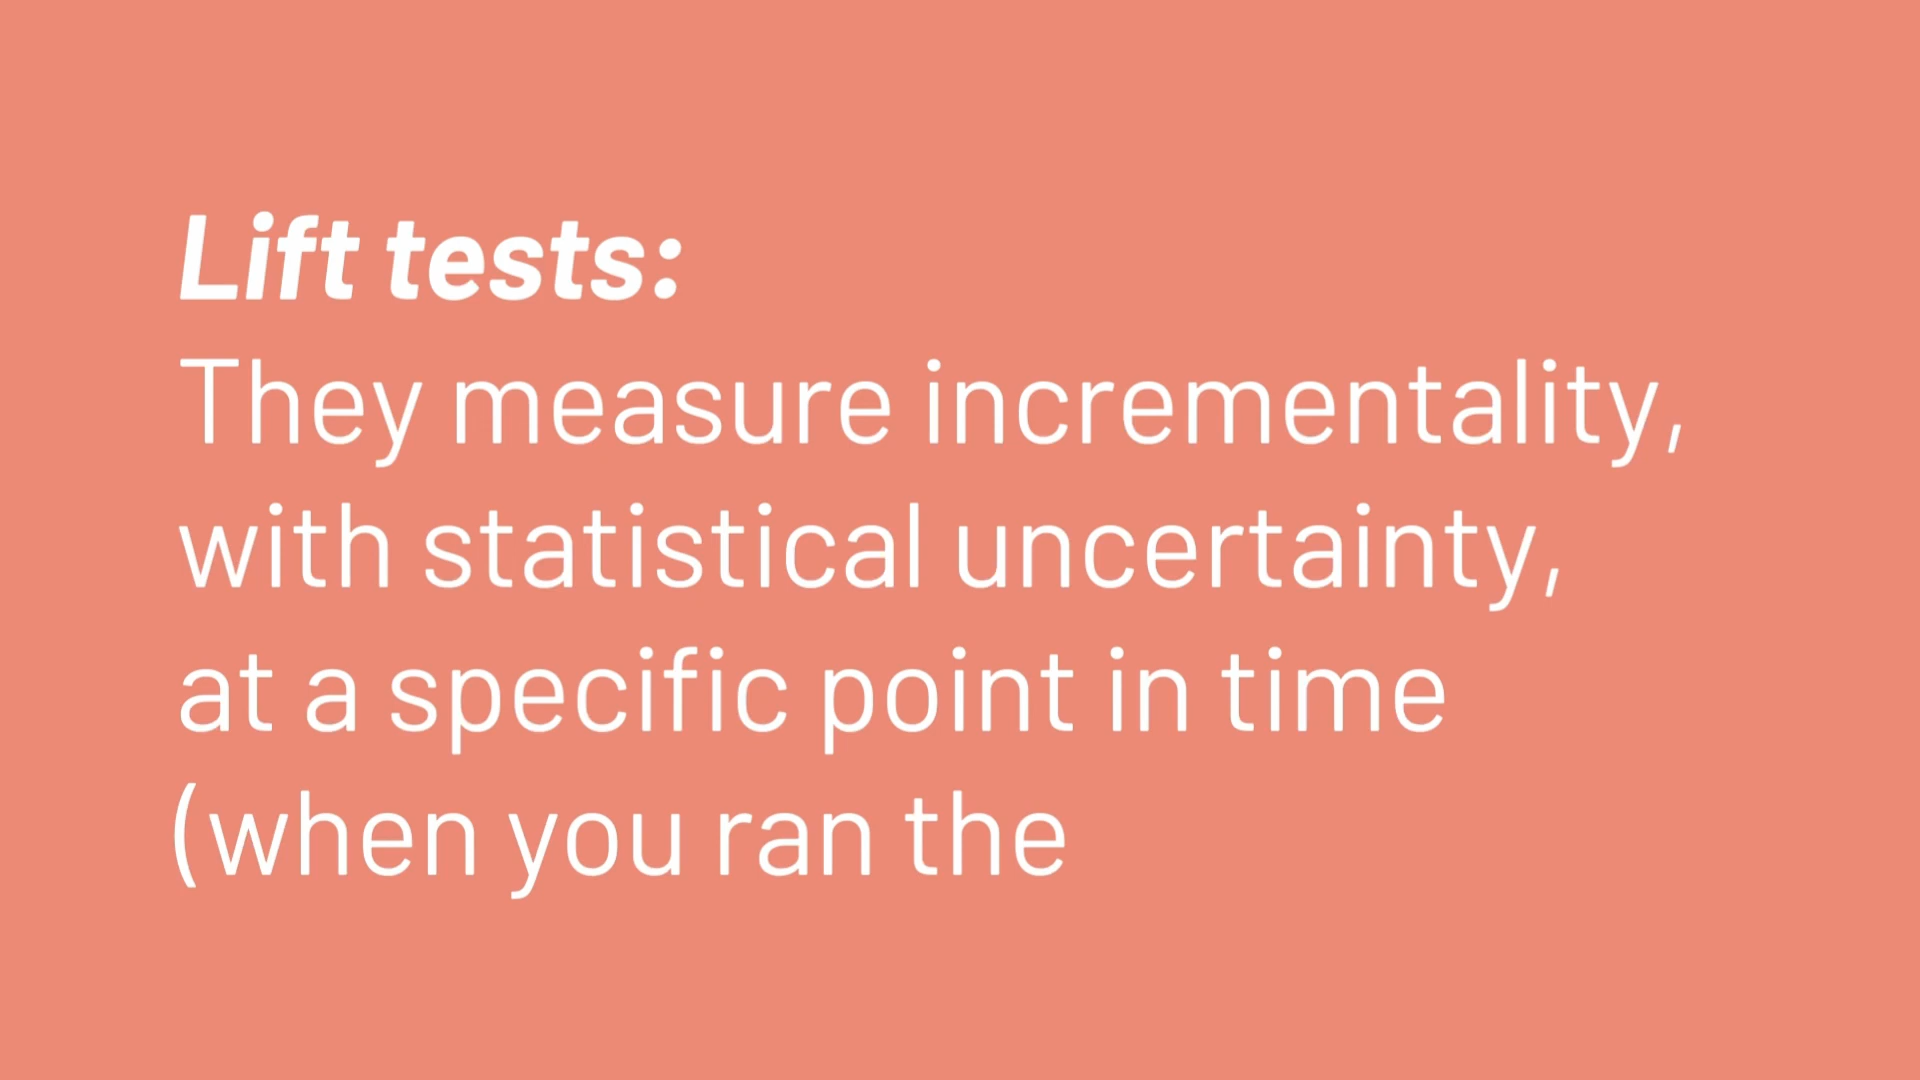 Lift tests:
They measure incrementality,
with statistical uncertainty,
at a specific point in time
(when you ran the